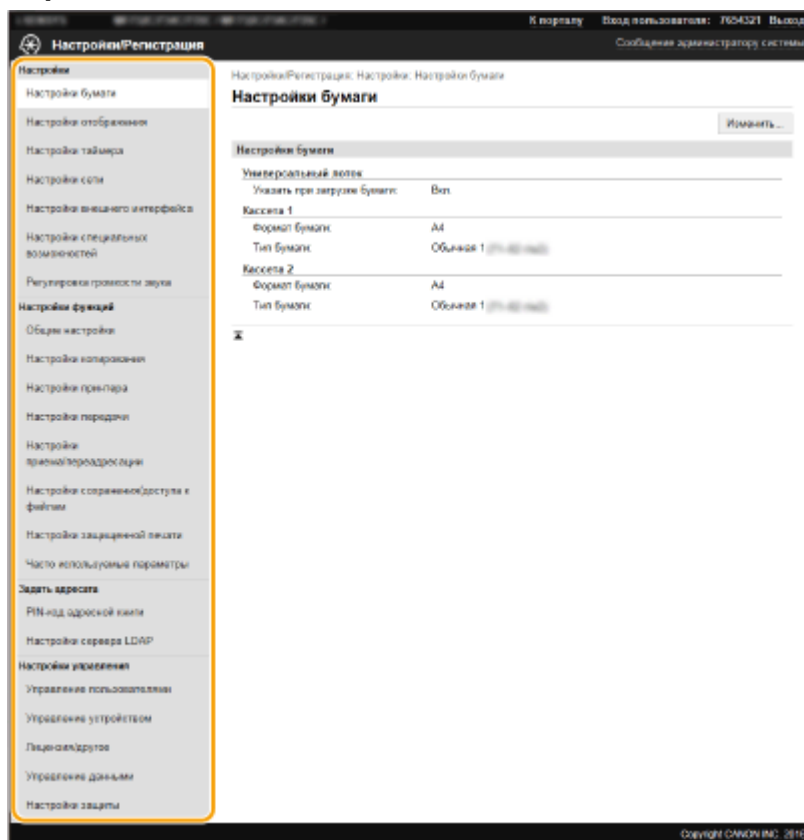 К порталу Вход пользователя: 7654321 Выход
Настройки/Регистрация
Сообщение администратору системы
Настройки
Настройки бумаги
Настройки отображения
Настройки таймера
Настройки сети
Настройки внешнего интерфейса
Настройки специальных
возможностей
Регулировка громкости звука
Настройки функций
Общие настройки
Настройки копирования
Настройки принтера
Настройки передачи
Настройки
приема/переадресации
Настройки сохранения/доступа к
файлам
Настройки защищенной печати
Часто используемые параметры
Задать адресата
PIN-код адресной книги
Настройки сервера LDAP
Настройки управления
Управление пользователями
Управление устройством
Лицензия/другое
Управление данными
Настройки защиты
Настройки/Регистрация: Настройки: Настройки бумаги
Настройки бумаги
Изменить...
Настройки бумаги
Универсальный лоток
Указать при загрузке бумаги: Вкл.
Кассета 1
Формат бумаги: A4
Тип бумаги: Обычная 1
Кассета 2
Формат бумаги: A4
Тип бумаги: Обычная 1
Copyright CANON INC.